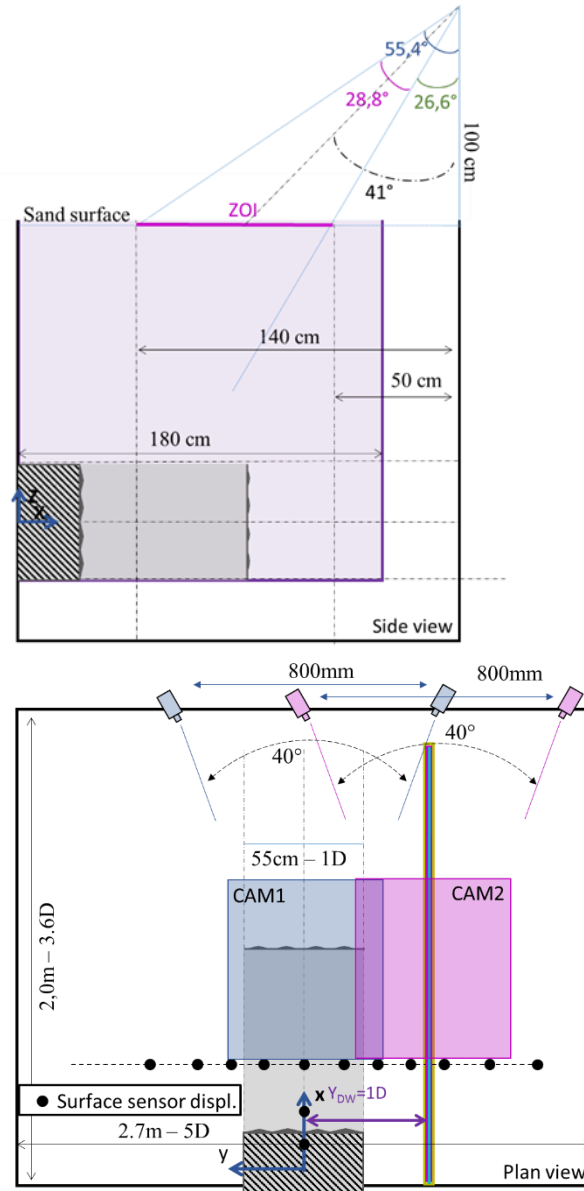 55,4°
28,8°
26,6°
100 cm
41°
Sand surface
ZOI
140 cm
50 cm
180 cm
Z
X
Side view
800mm
800mm
40°
40°
55cm – 1D
CAM1
CAM2
2,0m – 3.6D
x
Y_DW=1D
Surface sensor displ.
2.7m – 5D
y
Plan view